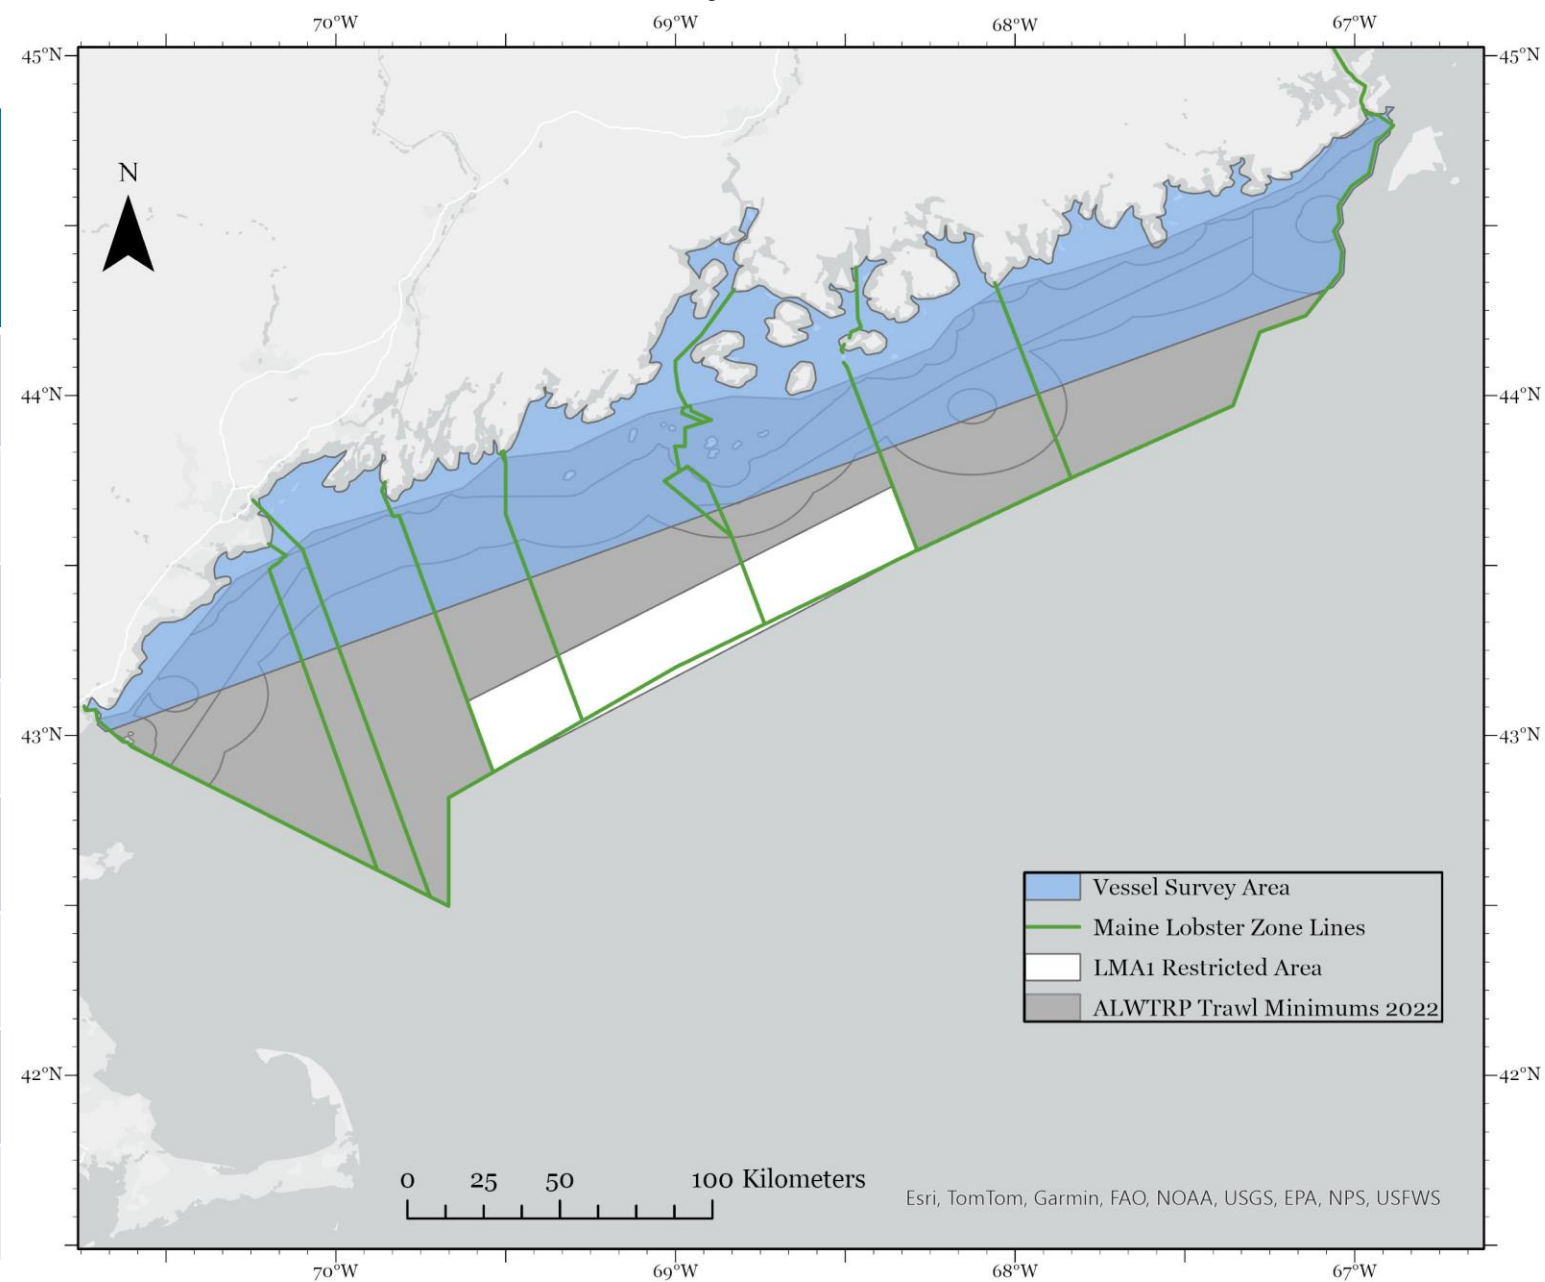 70°W 69°W 68°W 67°W
45°N 45°N
N
44°N 44°N
43°N 43°N
Vessel Survey Area
Maine Lobster Zone Lines
LMA1 Restricted Area
ALWTRP Trawl Minimums 2022
42°N 42°N
0 25 50 100 Kilometers
Esri, TomTom, Garmin, FAO, NOAA, USGS, EPA, NPS, USFWS
70°W 69°W 68°W 67°W